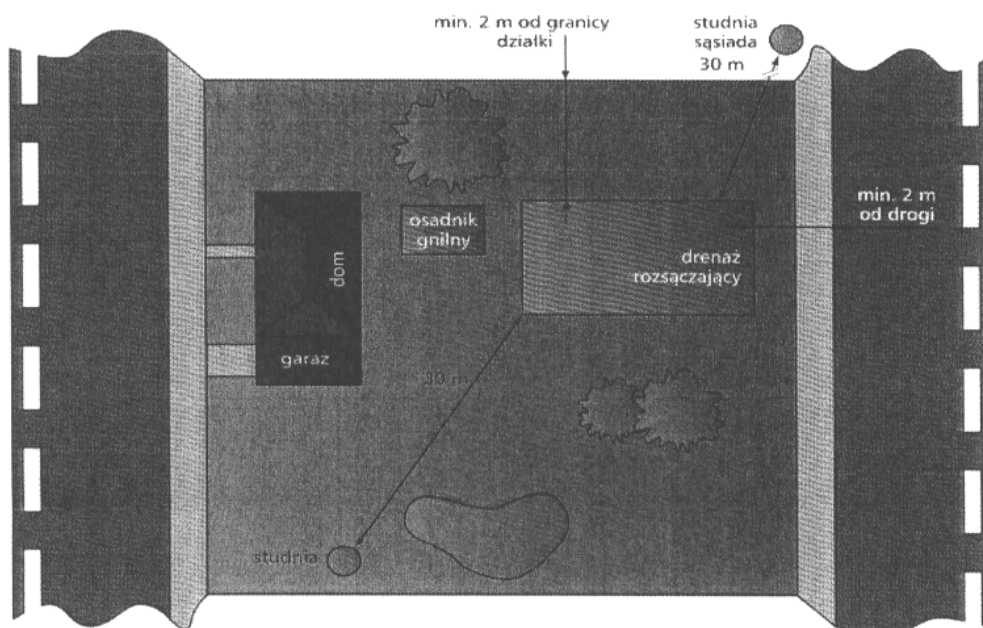 min. 2 m od granicy
działki
studnia
sąsiada
30 m
min. 2 m
od drogi
osadnik
gnilny
drenaż
rozsączający
dom
garaż
30 m
studnia